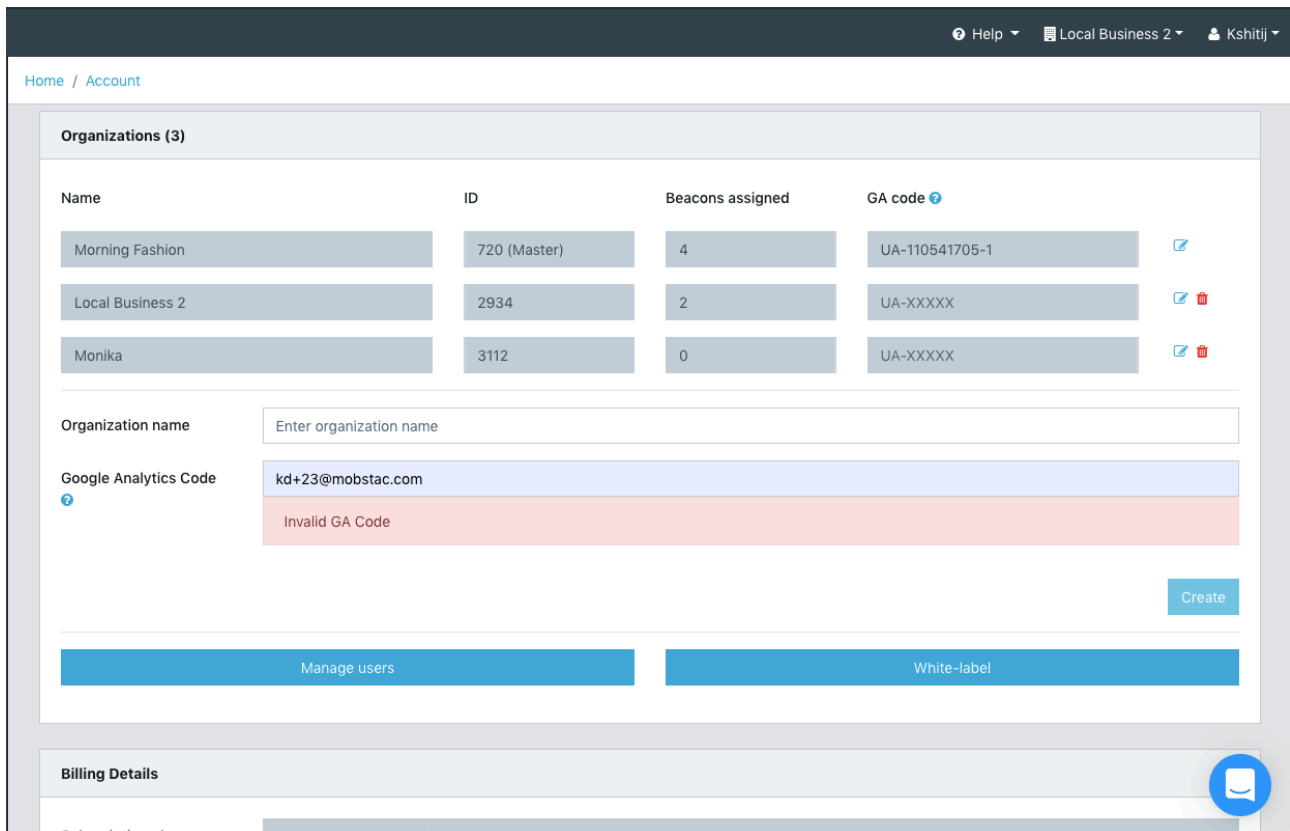 Help Local Business 2 Kshitij
Home / Account
Organizations (3)
Name ID Beacons assigned GA code
Morning Fashion 720 (Master) 4 UA-110541705-1
Local Business 2 2934 2 UA-XXXXX
Monika 3112 0 UA-XXXXX
Organization name Enter organization name
Google Analytics Code kd+23@mobstac.com
Invalid GA Code
Create
Manage users White-label
Billing Details